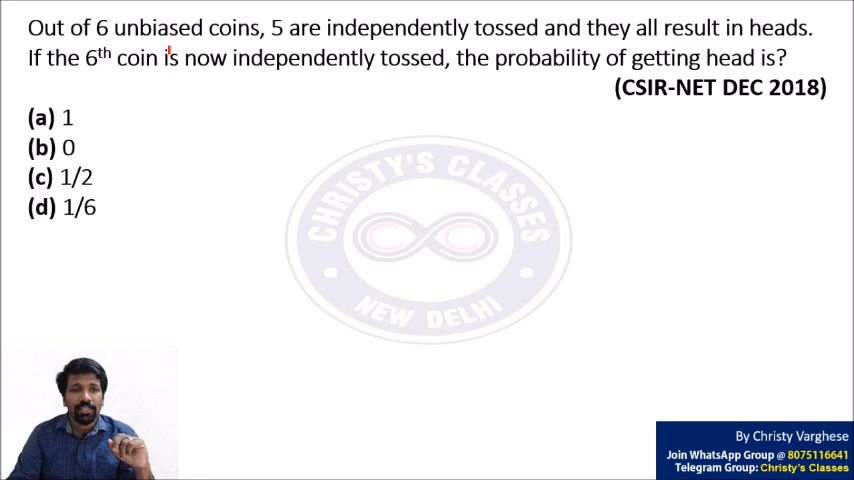 Out of 6 unbiased coins, 5 are independently tossed and they all result in heads.
If the 6th coin is now independently tossed, the probability of getting head is?
(CSIR-NET DEC 2018)
(a) 1
(b) 0
(c) 1/2
(d) 1/6
CHRISTY'S CLASSES
CC
NEW DELHI
By Christy Varghese
Join WhatsApp Group @ 8075116641
Telegram Group: Christy's Classes